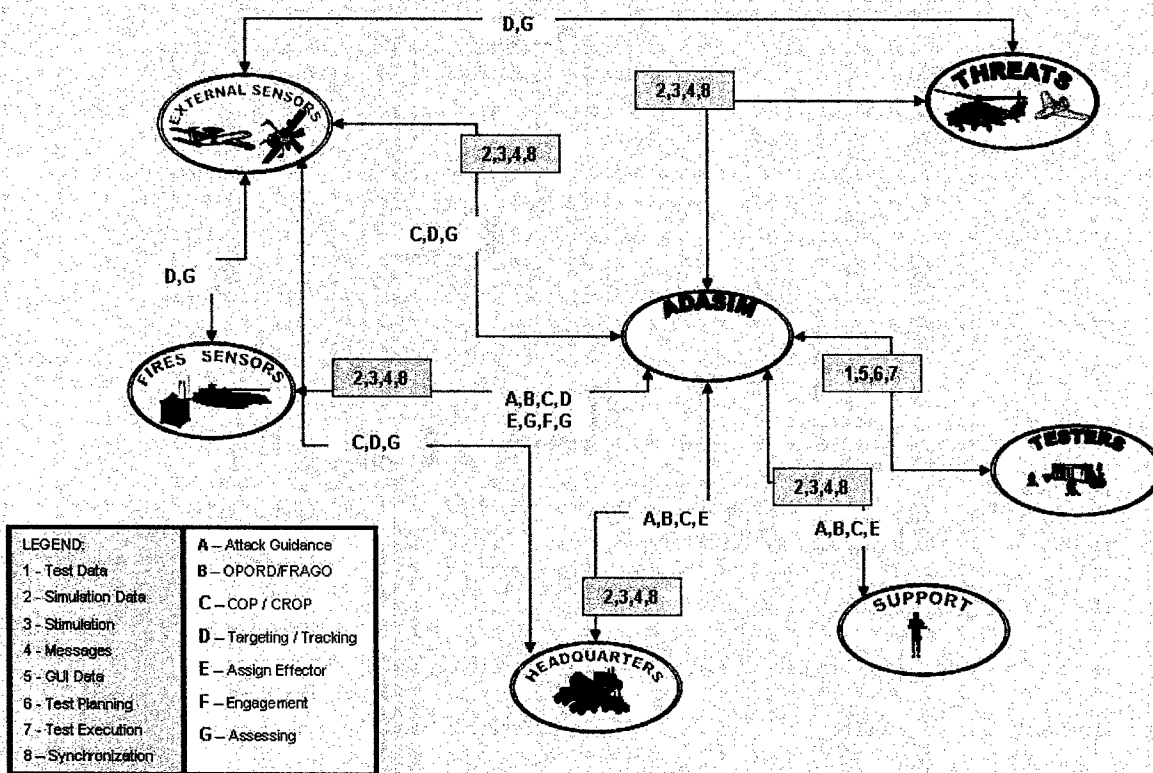 D,G
THREATS
EXTERNAL SENSORS
2,3,4,8
2,3,4,8
C,D,G
D,G
ADASIM
FIRES SENSORS
2,3,4,8
A,B,C,D
E,G,F,G
1,5,6,7
C,D,G
TESTERS
2,3,4,8
A,B,C,E
A,B,C,E
2,3,4,8
SUPPORT
HEADQUARTERS
LEGEND:
1 - Test Data
2 - Simulation Data
3 - Stimulation
4 - Messages
5 - GUI Data
6 - Test Planning
7 - Test Execution
8 – Synchronization
A – Attack Guidance
B – OPORD/FRAGO
C – COP / CROP
D – Targeting / Tracking
E – Assign Effector
F – Engagement
G – Assessing